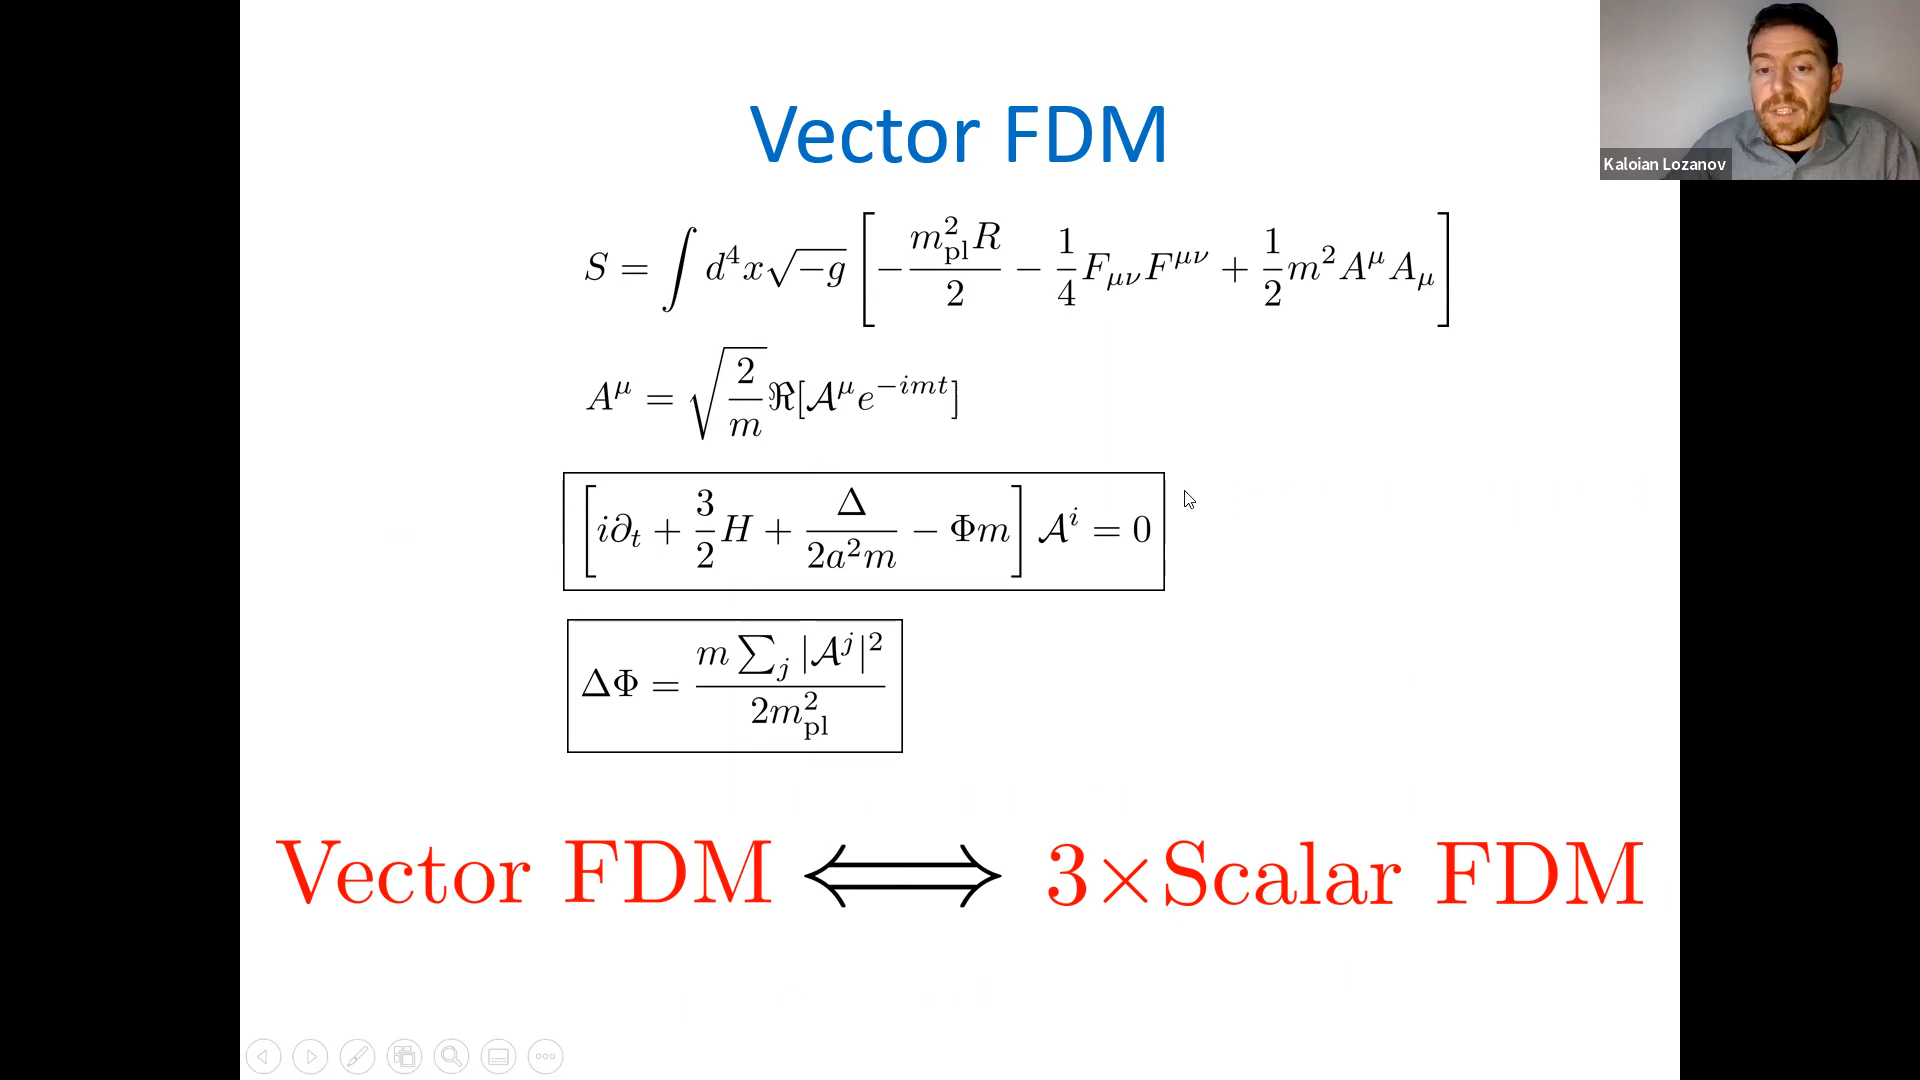 Vector FDM
Kaloian Lozanov
S = ∫ d⁴x√−g [ −m²_pl R / 2 − 1/4 F_μν F^μν + 1/2 m² A^μ A_μ ]
A^μ = √(2/m) ℜ[𝒜^μ e^{−imt}]
[ i∂_t + 3/2 H + Δ/(2a²m) − Φm ] 𝒜^i = 0
ΔΦ = m ∑_j |𝒜^j|² / 2m²_pl
Vector FDM ⟺ 3×Scalar FDM